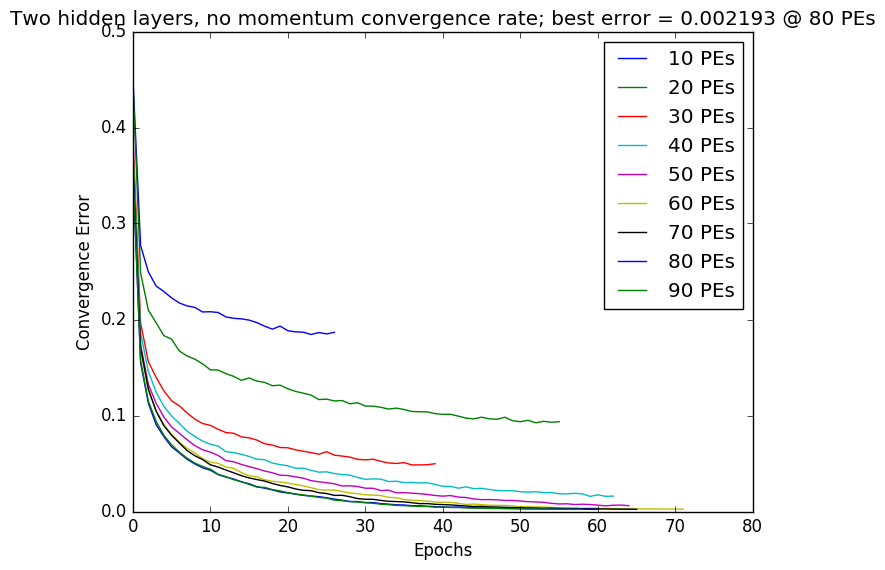 Two hidden layers, no momentum convergence rate; best error = 0.002193 @ 80 PEs
0.5
0.4
0.3
0.2
0.1
0.0
Convergence Error
10 PEs
20 PEs
30 PEs
40 PEs
50 PEs
60 PEs
70 PEs
80 PEs
90 PEs
0 10 20 30 40 50 60 70 80
Epochs